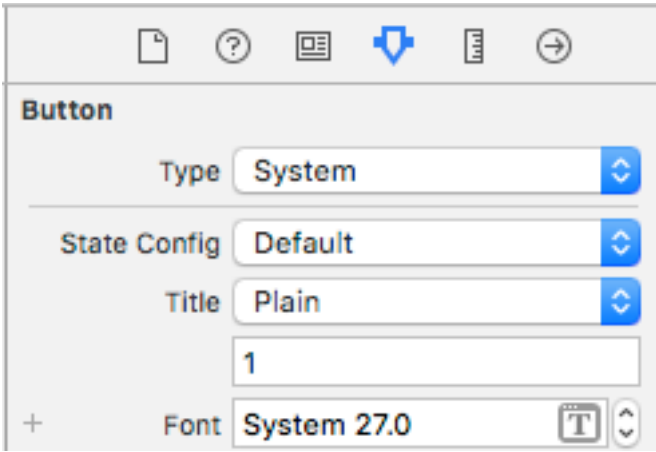 Button
Type System
State Config Default
Title Plain
1
+ Font System 27.0 T